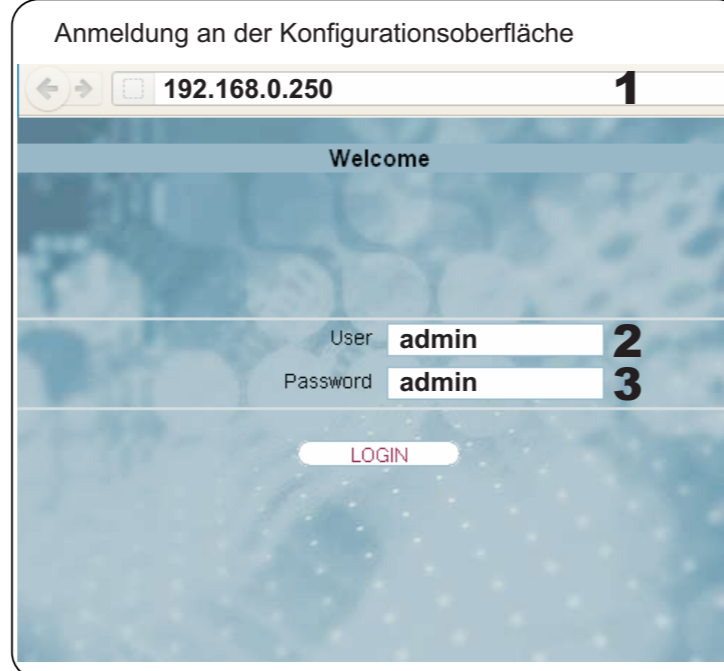 Anmeldung an der Konfigurationsoberfläche
192.168.0.250 1
Welcome
User admin 2
Password admin 3
LOGIN